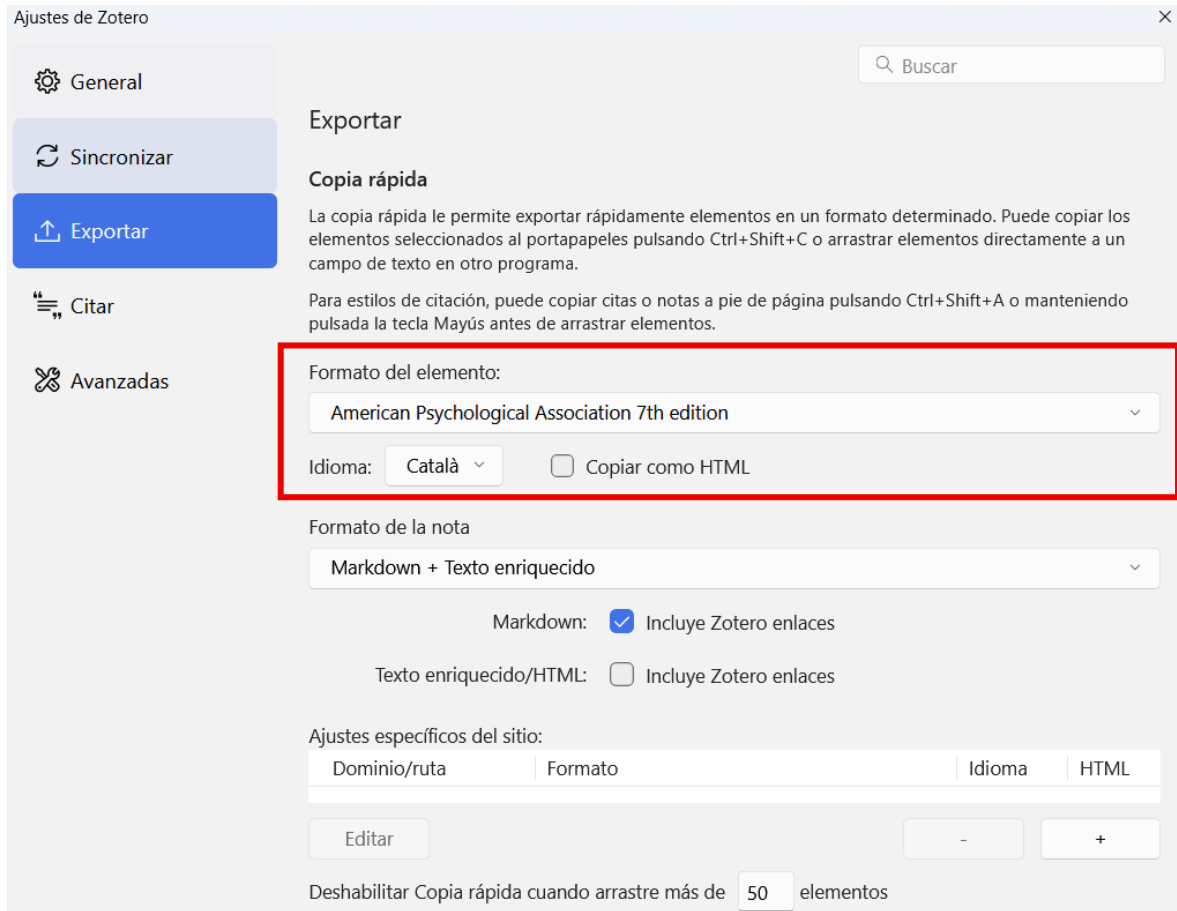 Ajustes de Zotero
Buscar
General
Sincronizar
Exportar
Citar
Avanzadas
Exportar
Copia rápida
La copia rápida le permite exportar rápidamente elementos en un formato determinado. Puede copiar los
elementos seleccionados al portapapeles pulsando Ctrl+Shift+C o arrastrar elementos directamente a un
campo de texto en otro programa.
Para estilos de citación, puede copiar citas o notas a pie de página pulsando Ctrl+Shift+A o manteniendo
pulsada la tecla Mayús antes de arrastrar elementos.
Formato del elemento:
American Psychological Association 7th edition
Idioma: Català Copiar como HTML
Formato de la nota
Markdown + Texto enriquecido
Markdown: Incluye Zotero enlaces
Texto enriquecido/HTML: Incluye Zotero enlaces
Ajustes específicos del sitio:
Dominio/ruta Formato Idioma HTML
Editar - +
Deshabilitar Copia rápida cuando arrastre más de 50 elementos